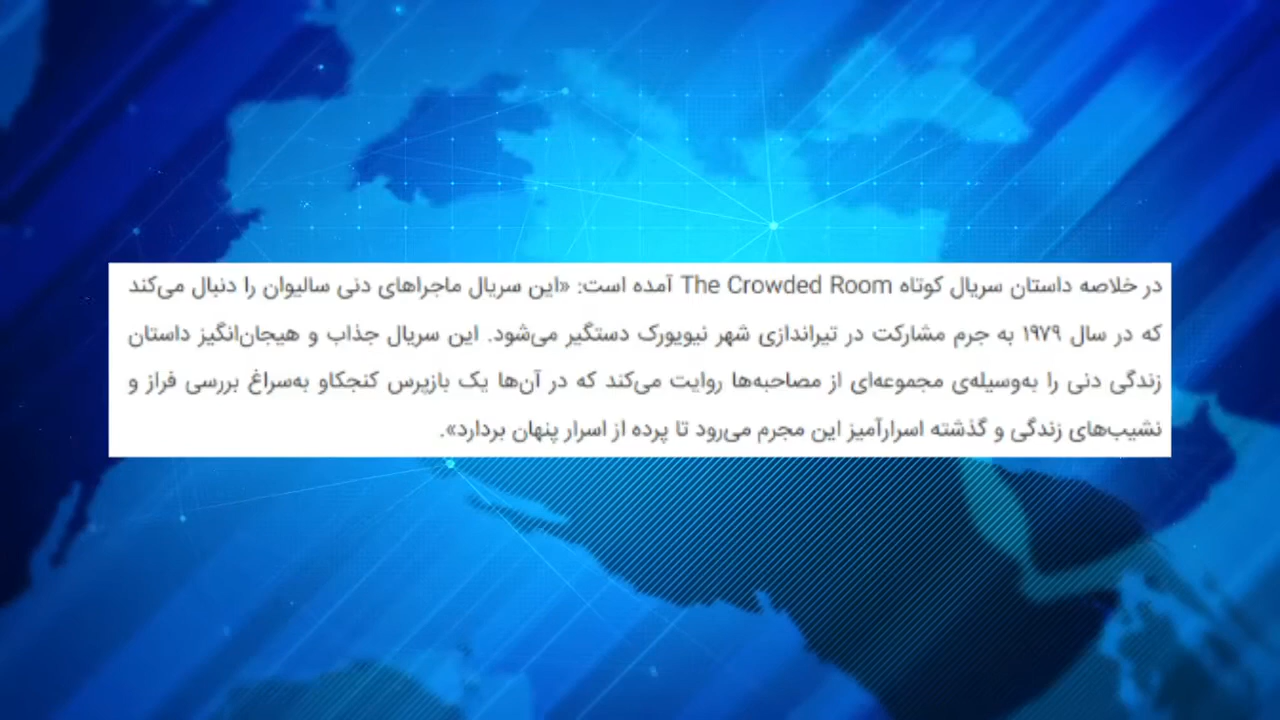 در خلاصه داستان سریال کوتاه The Crowded Room آمده است: «این سریال ماجراهای دنی سالیوان را دنبال می‌کند
که در سال ۱۹۷۹ به جرم مشارکت در تیراندازی شهر نیویورک دستگیر می‌شود. این سریال جذاب و هیجان‌انگیز داستان
زندگی دنی را به‌وسیله‌ی مجموعه‌ای از مصاحبه‌ها روایت می‌کند که در آن‌ها یک بازپرس کنجکاو به‌سراغ بررسی فراز و
نشیب‌های زندگی و گذشته اسرارآمیز این مجرم می‌رود تا پرده از اسرار پنهان بردارد».